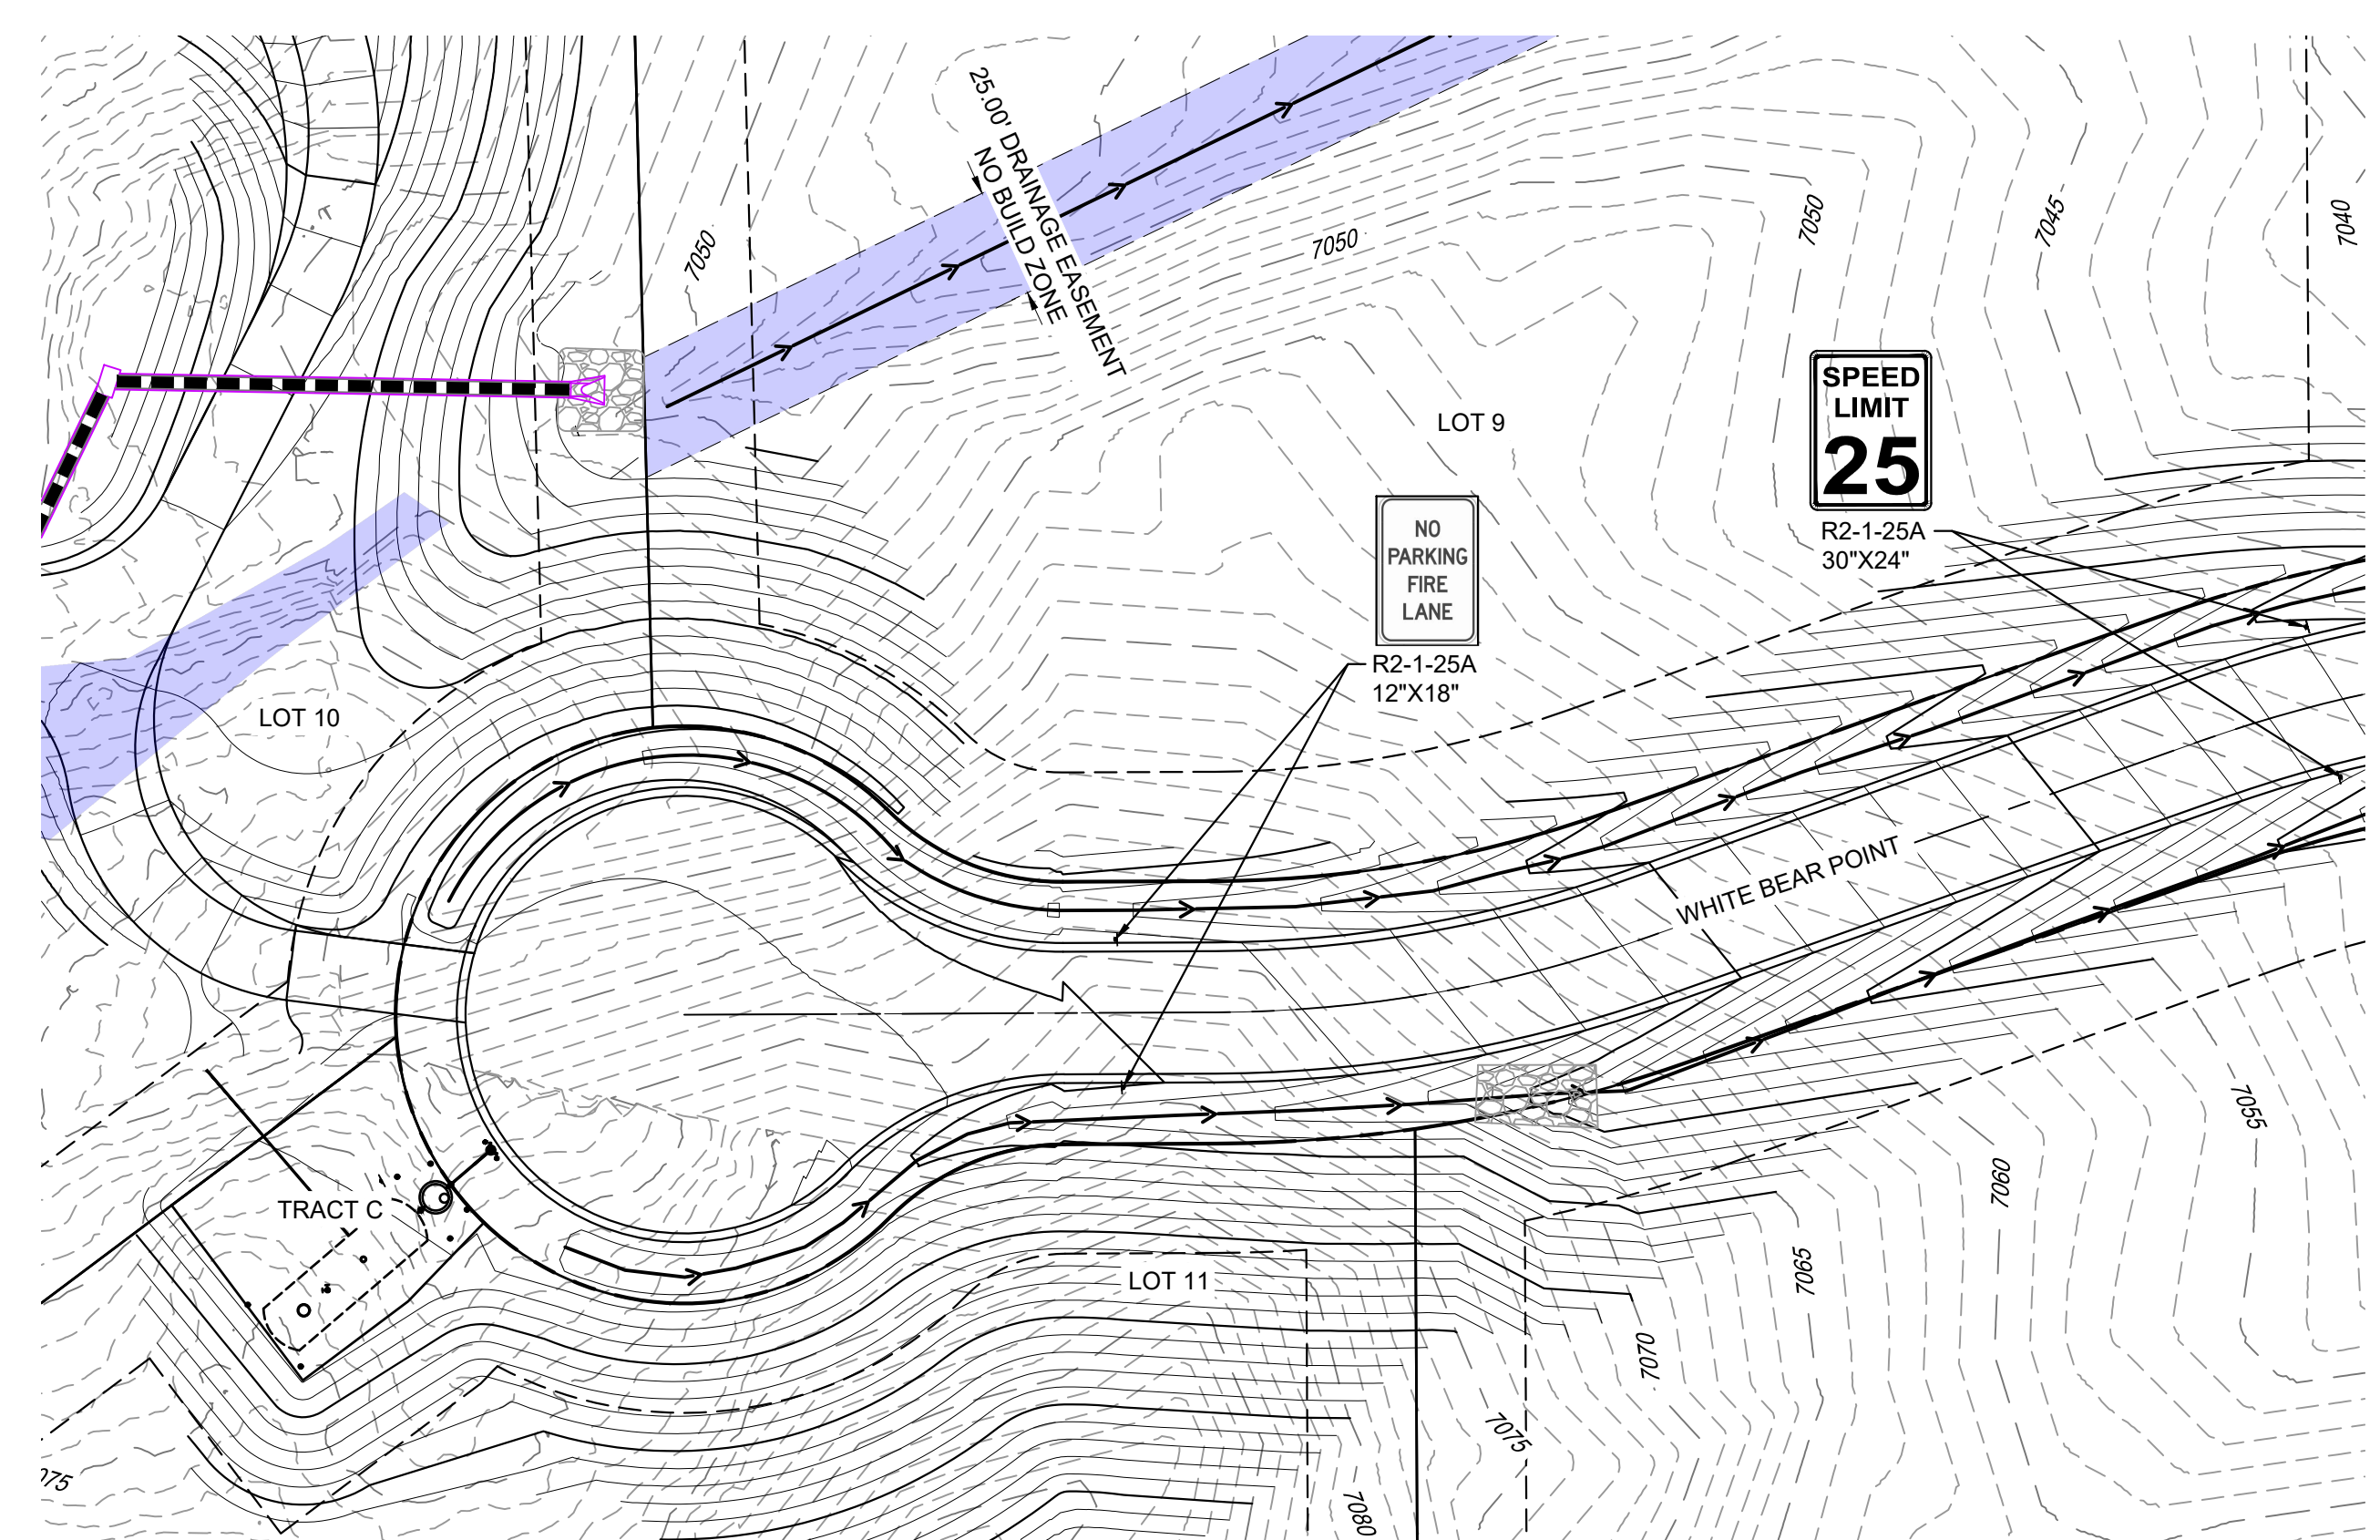 25.00' DRAINAGE EASEMENT
NO BUILD ZONE
7050
7050
7050
7045
7040
LOT 9
SPEED
LIMIT
25
R2-1-25A
30"X24"
NO
PARKING
FIRE
LANE
R2-1-25A
12"X18"
LOT 10
WHITE BEAR POINT
TRACT C
LOT 11
7055
7060
7065
7070
7075
7080
075